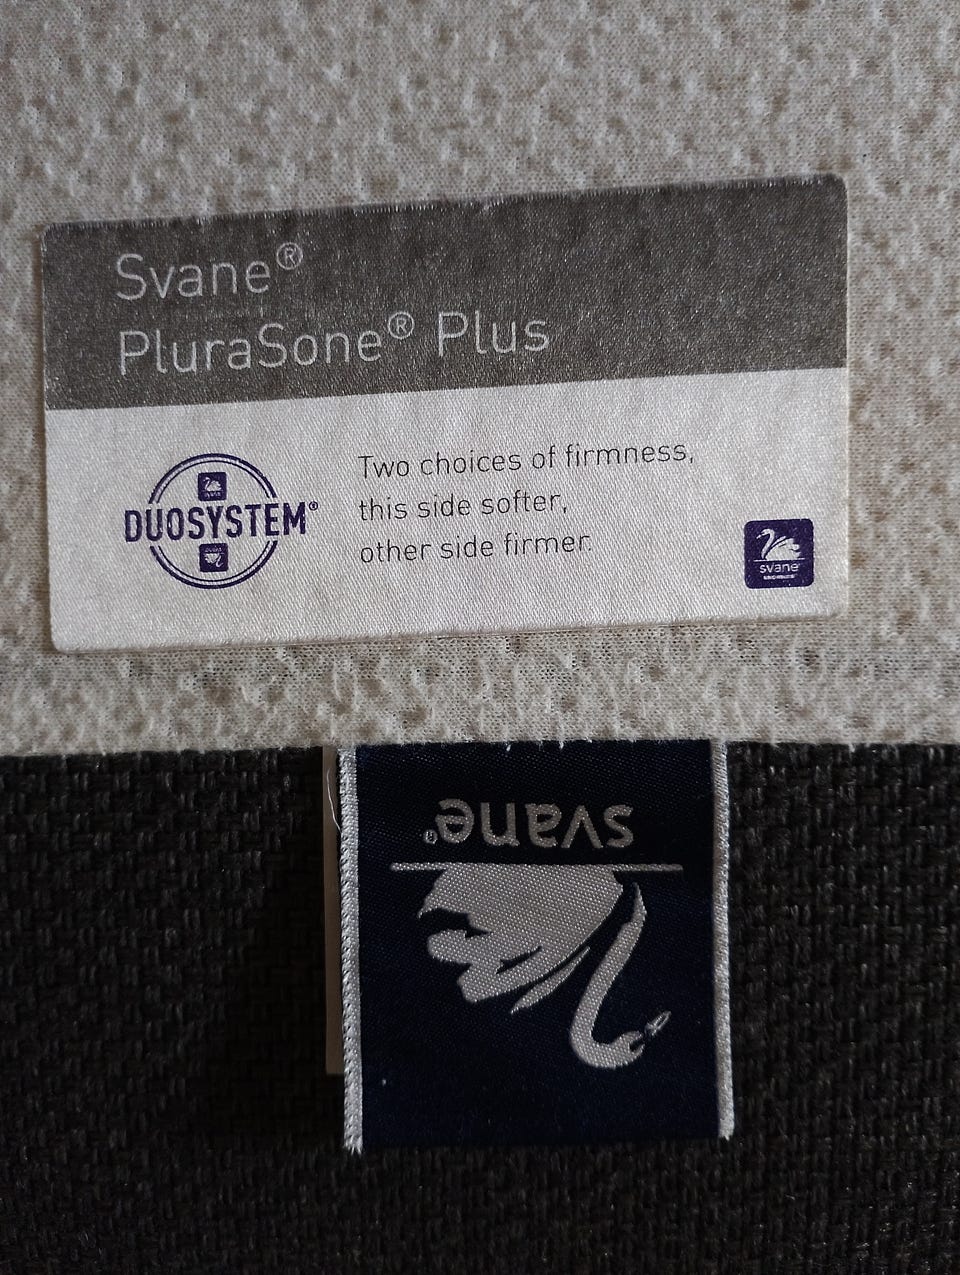 Svane®
PluraSone® Plus
DUOSYSTEM®
Two choices of firmness,
this side softer,
other side firmer.
svane
svane®